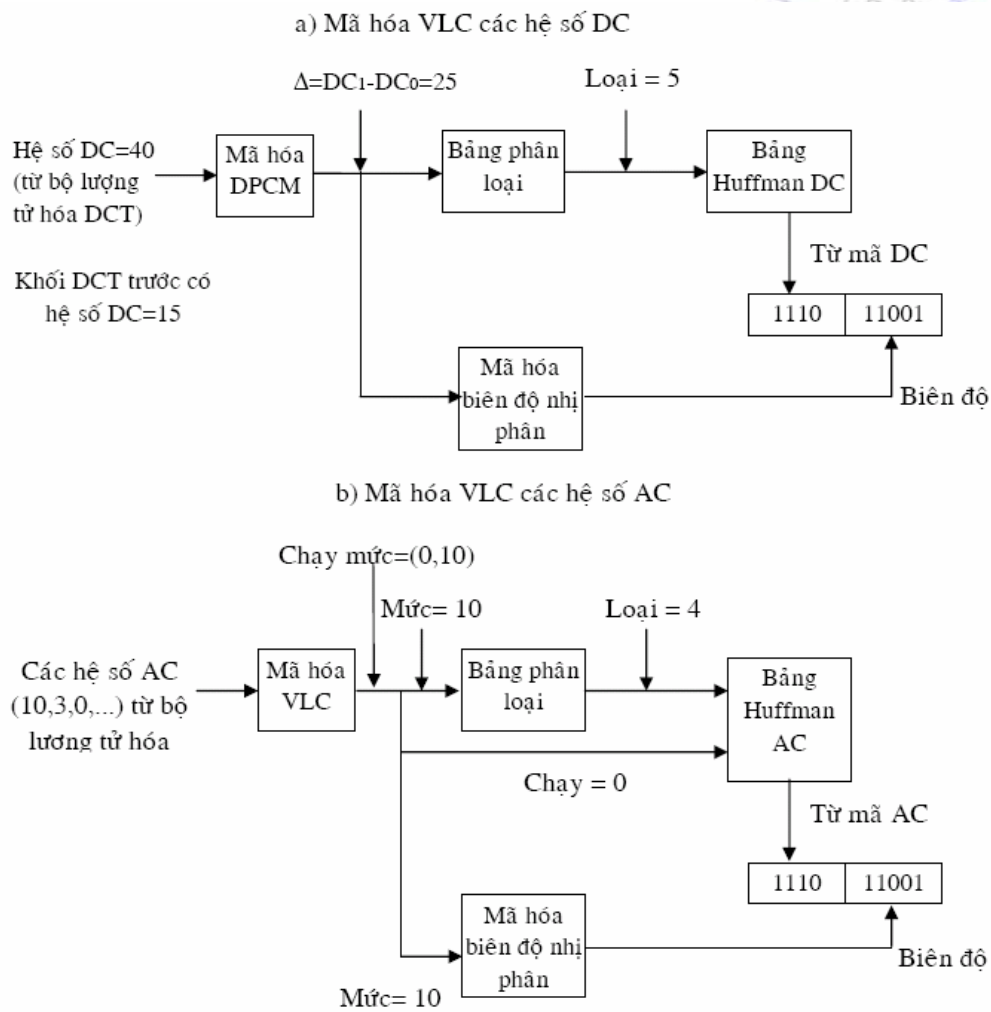 a) Mã hóa VLC các hệ số DC
Δ=DC1-DC0=25
Loại = 5
Hệ số DC=40
(từ bộ lượng
tử hóa DCT)
Mã hóa
DPCM
Bảng phân
loại
Bảng
Huffman DC
Từ mã DC
Khối DCT trước có
hệ số DC=15
1110
11001
Mã hóa
biên độ nhị
phân
Biên độ
b) Mã hóa VLC các hệ số AC
Chạy mức=(0,10)
Mức= 10
Loại = 4
Các hệ số AC
(10,3,0,...) từ bộ
lương tử hóa
Mã hóa
VLC
Bảng phân
loại
Bảng
Huffman
AC
Chạy = 0
Từ mã AC
1110
11001
Mã hóa
biên độ nhị
phân
Biên độ
Mức= 10